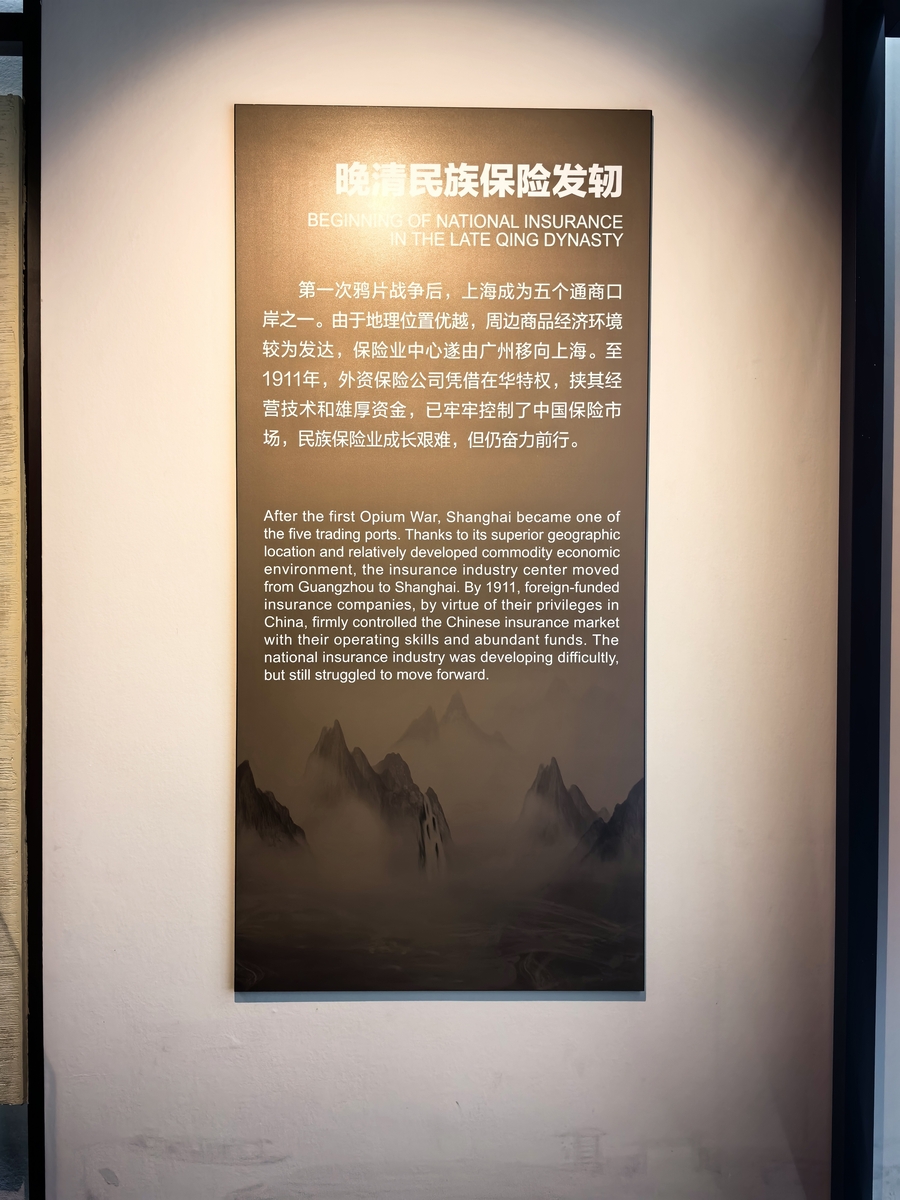 晚清民族保险发轫
BEGINNING OF NATIONAL INSURANCE
IN THE LATE QING DYNASTY
第一次鸦片战争后，上海成为五个通商口
岸之一。由于地理位置优越，周边商品经济环境
较为发达，保险业中心遂由广州移向上海。至
1911年，外资保险公司凭借在华特权，挟其经
营技术和雄厚资金，已牢牢控制了中国保险市
场，民族保险业成长艰难，但仍奋力前行。
After the first Opium War, Shanghai became one of
the five trading ports. Thanks to its superior geographic
location and relatively developed commodity economic
environment, the insurance industry center moved
from Guangzhou to Shanghai. By 1911, foreign-funded
insurance companies, by virtue of their privileges in
China, firmly controlled the Chinese insurance market
with their operating skills and abundant funds. The
national insurance industry was developing difficultly,
but still struggled to move forward.